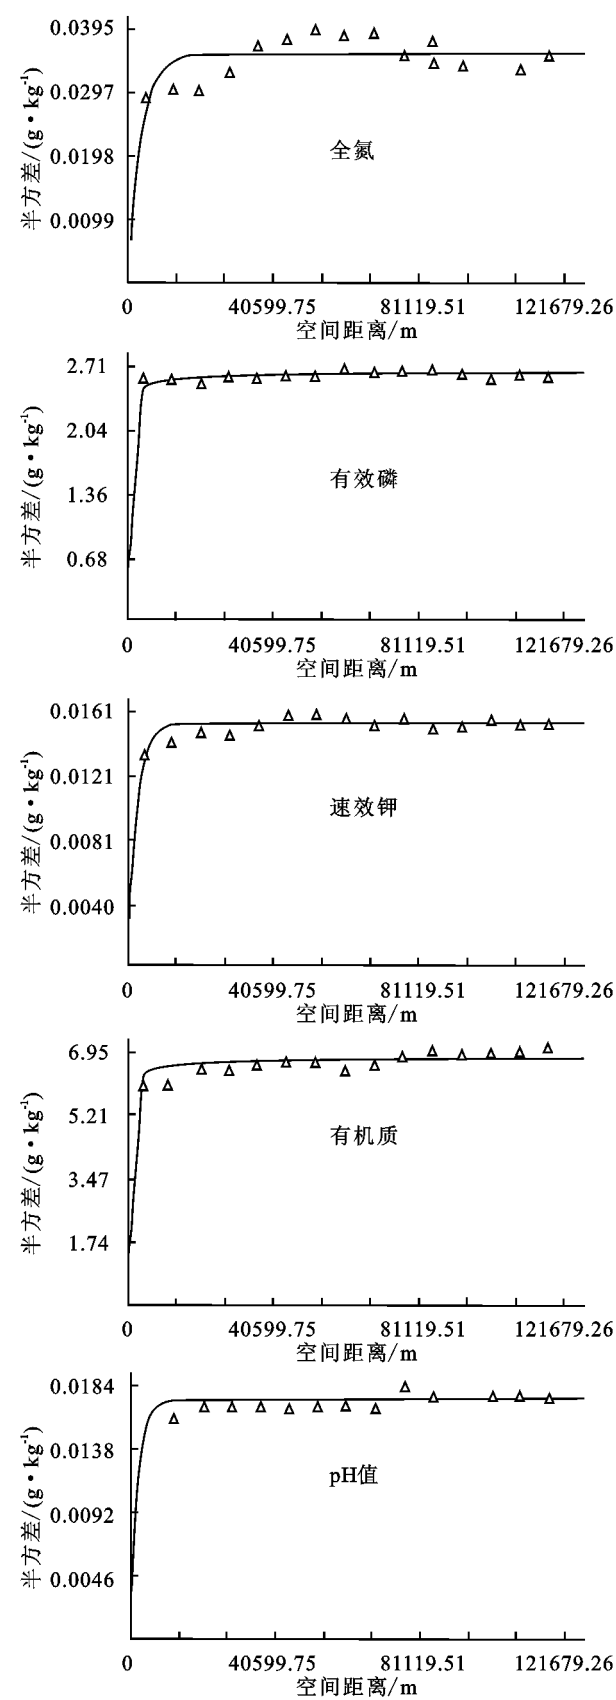 0.0395
0.0297
0.0198
0.0099
半方差/(g·kg⁻¹)
全氮
0 40599.75 81119.51 121679.26
空间距离/m
2.71
2.04
1.36
0.68
半方差/(g·kg⁻¹)
有效磷
0 40599.75 81119.51 121679.26
空间距离/m
0.0161
0.0121
0.0081
0.0040
半方差/(g·kg⁻¹)
速效钾
0 40599.75 81119.51 121679.26
空间距离/m
6.95
5.21
3.47
1.74
半方差/(g·kg⁻¹)
有机质
0 40599.75 81119.51 121679.26
空间距离/m
0.0184
0.0138
0.0092
0.0046
半方差/(g·kg⁻¹)
pH值
0 40599.75 81119.51 121679.26
空间距离/m